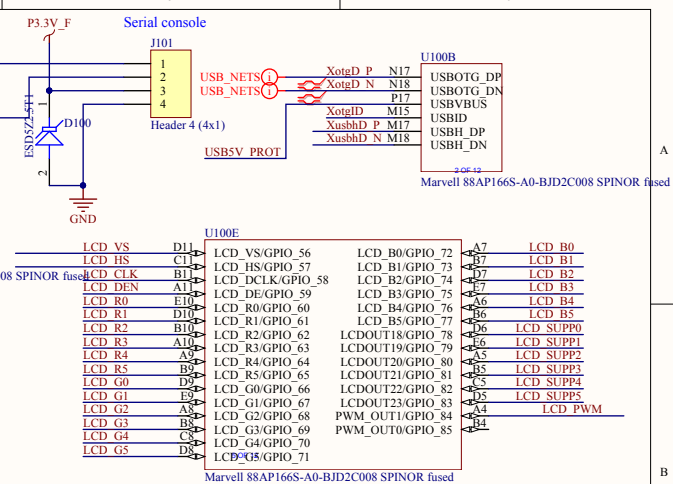 P3.3V_F
Serial console
J101
1
2
3
4
Header 4 (4x1)
ESD5Z2.5T1
1
D100
2
GND
USB_NETS i
USB_NETS i
XotgD_P N17
XotgD_N N18
P17
XotgID M15
XusbhD_P M17
XusbhD_N M18
USB5V_PROT
U100B
USBOTG_DP
USBOTG_DN
USBVBUS
USBID
USBH_DP
USBH_DN
2 OF 12
Marvell 88AP166S-A0-BJD2C008 SPINOR fused
A
U100E
08 SPINOR fused
LCD_VS D11 LCD_VS/GPIO_56
LCD_HS C11 LCD_HS/GPIO_57
LCD_CLK B11 LCD_DCLK/GPIO_58
LCD_DEN A11 LCD_DE/GPIO_59
LCD_R0 E10 LCD_R0/GPIO_60
LCD_R1 D10 LCD_R1/GPIO_61
LCD_R2 B10 LCD_R2/GPIO_62
LCD_R3 A10 LCD_R3/GPIO_63
LCD_R4 A9 LCD_R4/GPIO_64
LCD_R5 B9 LCD_R5/GPIO_65
LCD_G0 D9 LCD_G0/GPIO_66
LCD_G1 E9 LCD_G1/GPIO_67
LCD_G2 A8 LCD_G2/GPIO_68
LCD_G3 B8 LCD_G3/GPIO_69
LCD_G4 C8 LCD_G4/GPIO_70
LCD_G5 D8 LCD_G5/GPIO_71
LCD_B0/GPIO_72 A7 LCD_B0
LCD_B1/GPIO_73 B7 LCD_B1
LCD_B2/GPIO_74 D7 LCD_B2
LCD_B3/GPIO_75 E7 LCD_B3
LCD_B4/GPIO_76 A6 LCD_B4
LCD_B5/GPIO_77 B6 LCD_B5
LCDOUT18/GPIO_78 D6 LCD_SUPP0
LCDOUT19/GPIO_79 E6 LCD_SUPP1
LCDOUT20/GPIO_80 A5 LCD_SUPP2
LCDOUT21/GPIO_81 B5 LCD_SUPP3
LCDOUT22/GPIO_82 C5 LCD_SUPP4
LCDOUT23/GPIO_83 D5 LCD_SUPP5
PWM_OUT1/GPIO_84 A4 LCD_PWM
PWM_OUT0/GPIO_85 B4
Marvell 88AP166S-A0-BJD2C008 SPINOR fused
B